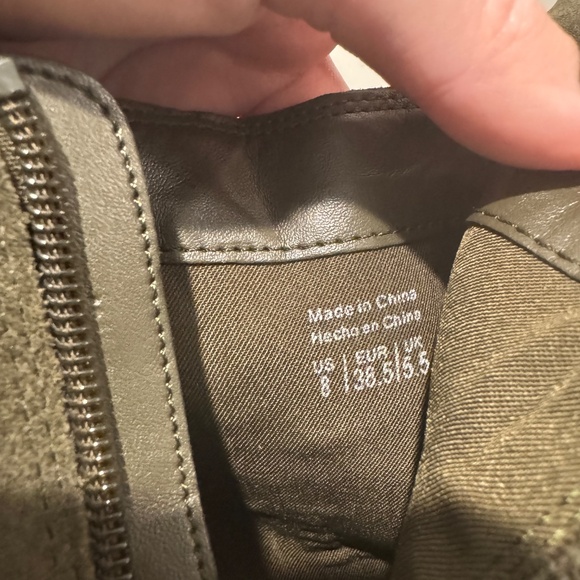 Made in China
Hecho en China
US | EUR | UK
8 | 38.5 | 5.5